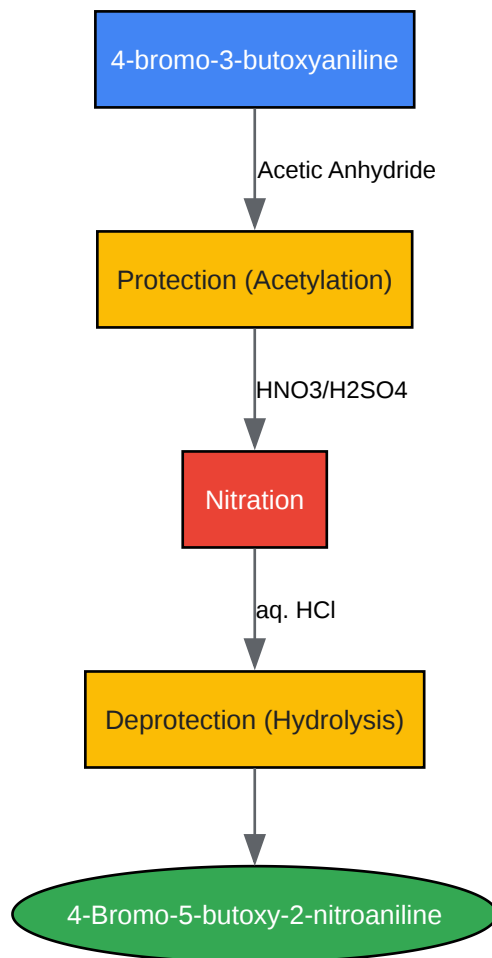 4-bromo-3-butoxyaniline
Acetic Anhydride
Protection (Acetylation)
HNO3/H2SO4
Nitration
aq. HCl
Deprotection (Hydrolysis)
4-Bromo-5-butoxy-2-nitroaniline